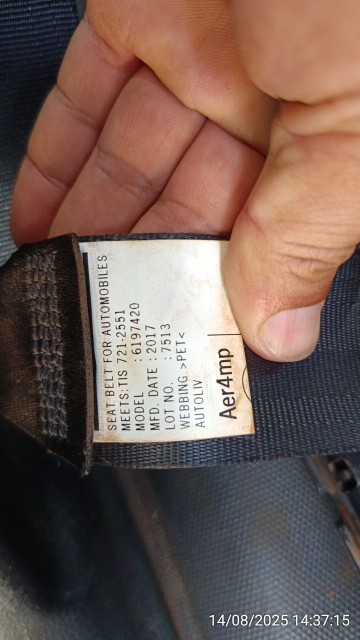 SEAT BELT FOR AUTOMOBILES
MEETS: TIS 721-2551
MODEL : 6197420
MFD. DATE : 2017
LOT NO. : 7513
WEBBING >PET<
AUTOLIV
Aer4mp
14/08/2025 14:37:15